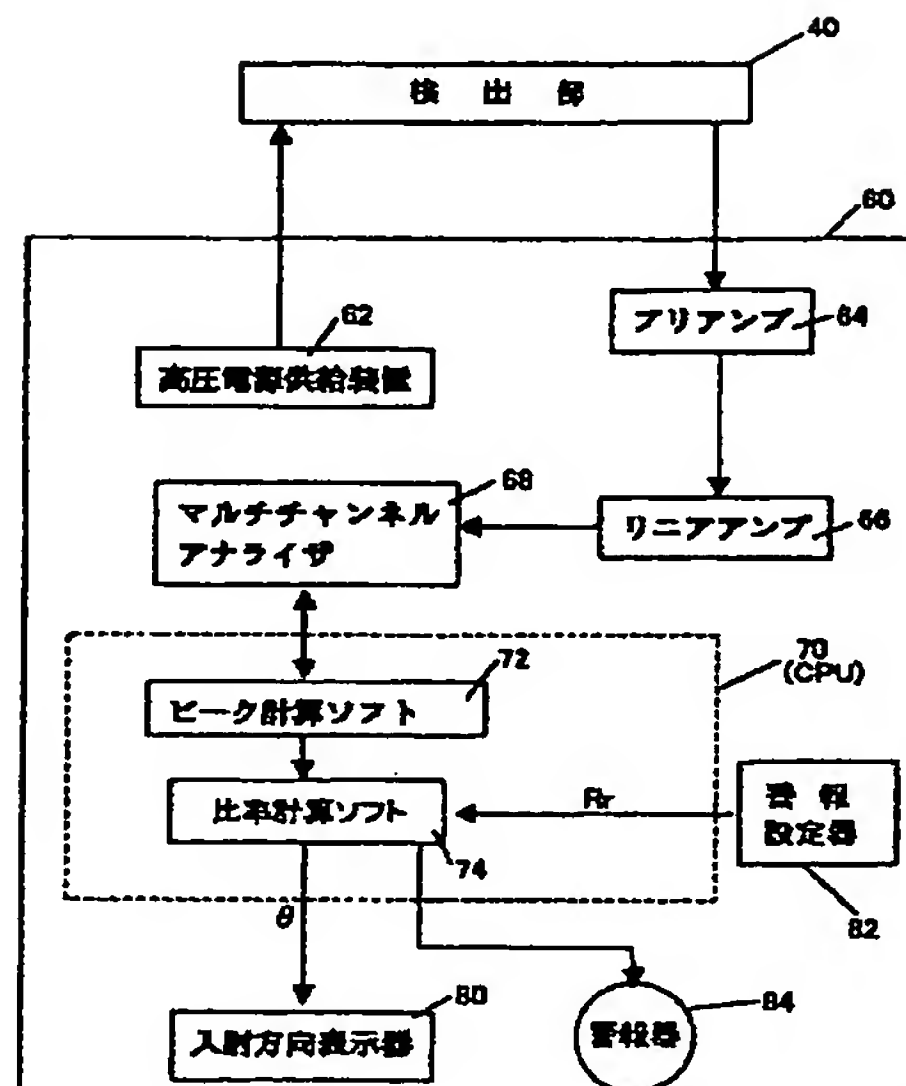 40
検出部
60
62
プリアンプ
64
高圧電源供給装置
68
マルチチャンネル
アナライザ
リニアアンプ
66
70
(CPU)
72
ピーク計算ソフト
比率計算ソフト
74
Rr
警報
設定器
82
θ
80
入射方向表示器
84
警報器